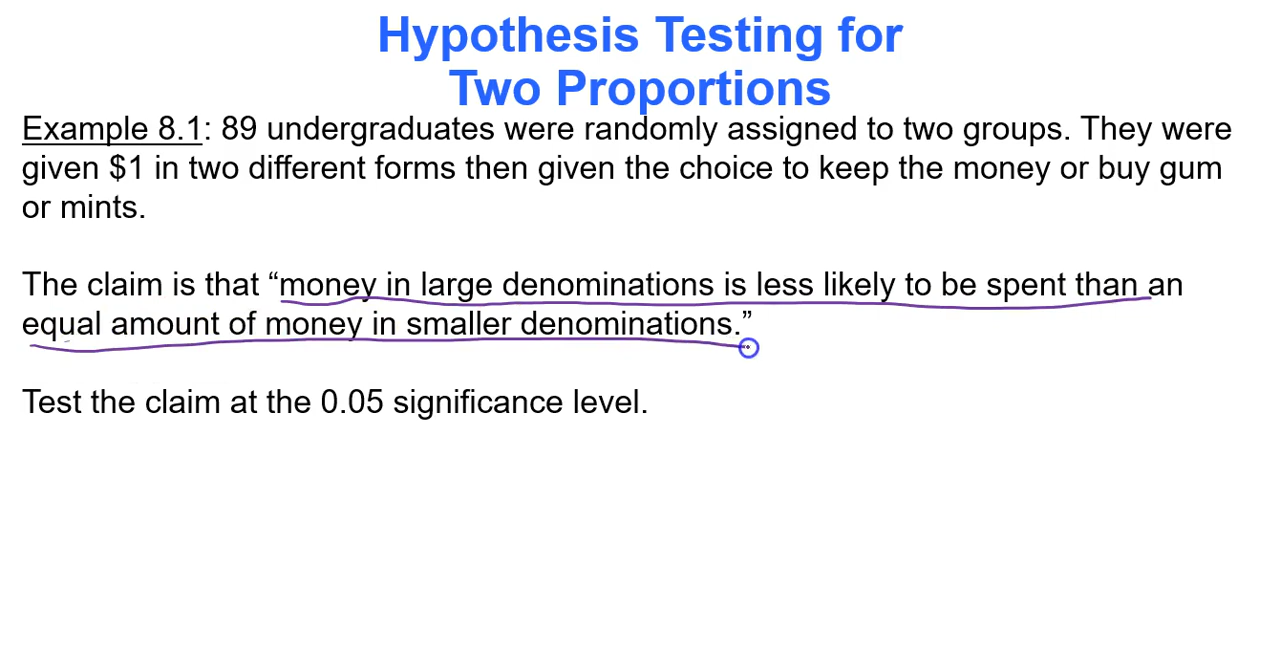 Hypothesis Testing for
Two Proportions
Example 8.1: 89 undergraduates were randomly assigned to two groups. They were
given $1 in two different forms then given the choice to keep the money or buy gum
or mints.
The claim is that “money in large denominations is less likely to be spent than an
equal amount of money in smaller denominations.”
Test the claim at the 0.05 significance level.